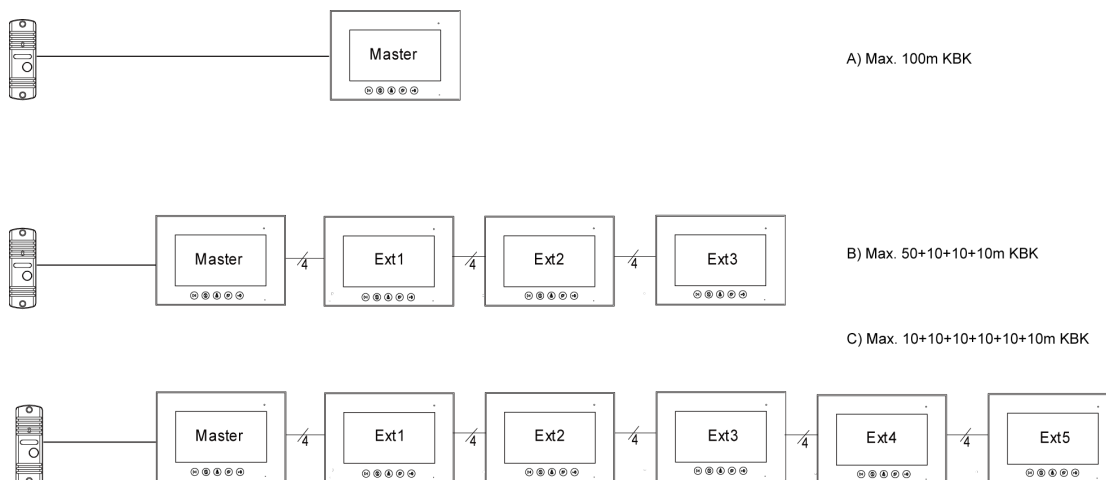 Master
A) Max. 100m KBK
Master 4 Ext1 4 Ext2 4 Ext3
B) Max. 50+10+10+10m KBK
C) Max. 10+10+10+10+10+10m KBK
Master 4 Ext1 4 Ext2 4 Ext3 4 Ext4 4 Ext5